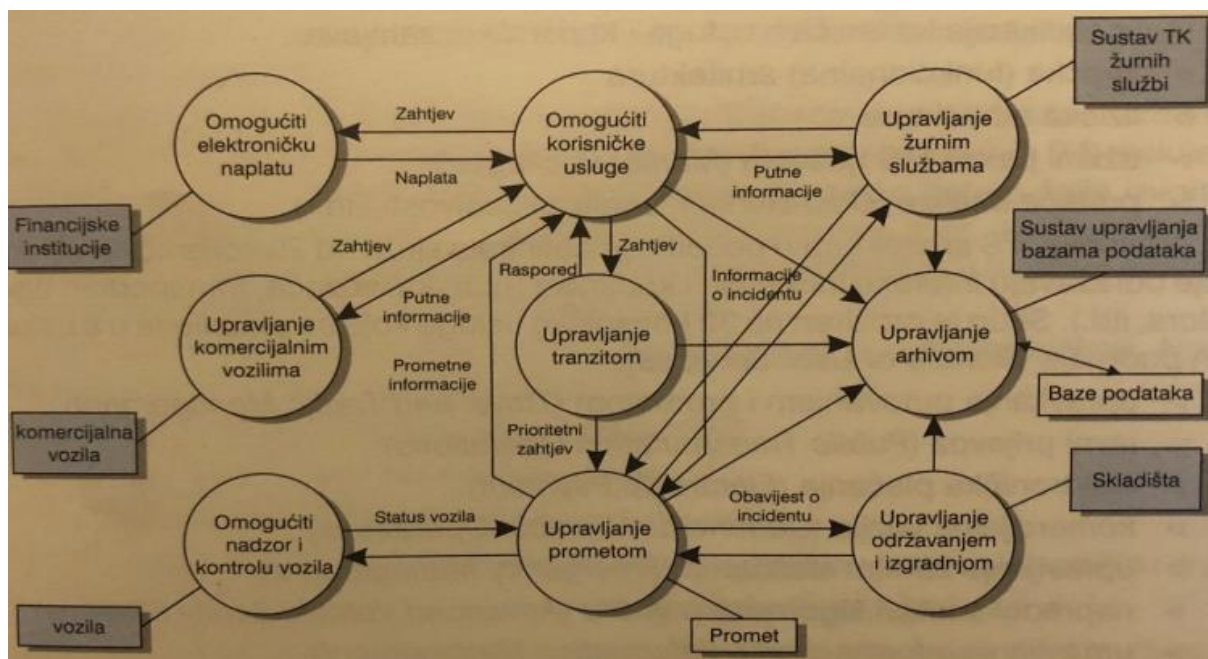 Sustav TK
žurnih
službi
Zahtjev
Omogućiti
elektroničku
naplatu
Omogućiti
korisničke
usluge
Upravljanje
žurnim
službama
Naplata
Putne
informacije
Financijske
institucije
Zahtjev
Raspored
Zahtjev
Informacije
o incidentu
Sustav upravljanja
bazama podataka
Putne
informacije
Upravljanje
komercijalnim
vozilima
Upravljanje
tranzitom
Upravljanje
arhivom
Prometne
informacije
Baze podataka
komercijalna
vozila
Prioritetni
zahtjev
Skladišta
Omogućiti
nadzor i
kontrolu vozila
Status vozila
Upravljanje
prometom
Obavijest o
incidentu
Upravljanje
održavanjem
i izgradnjom
vozila
Promet